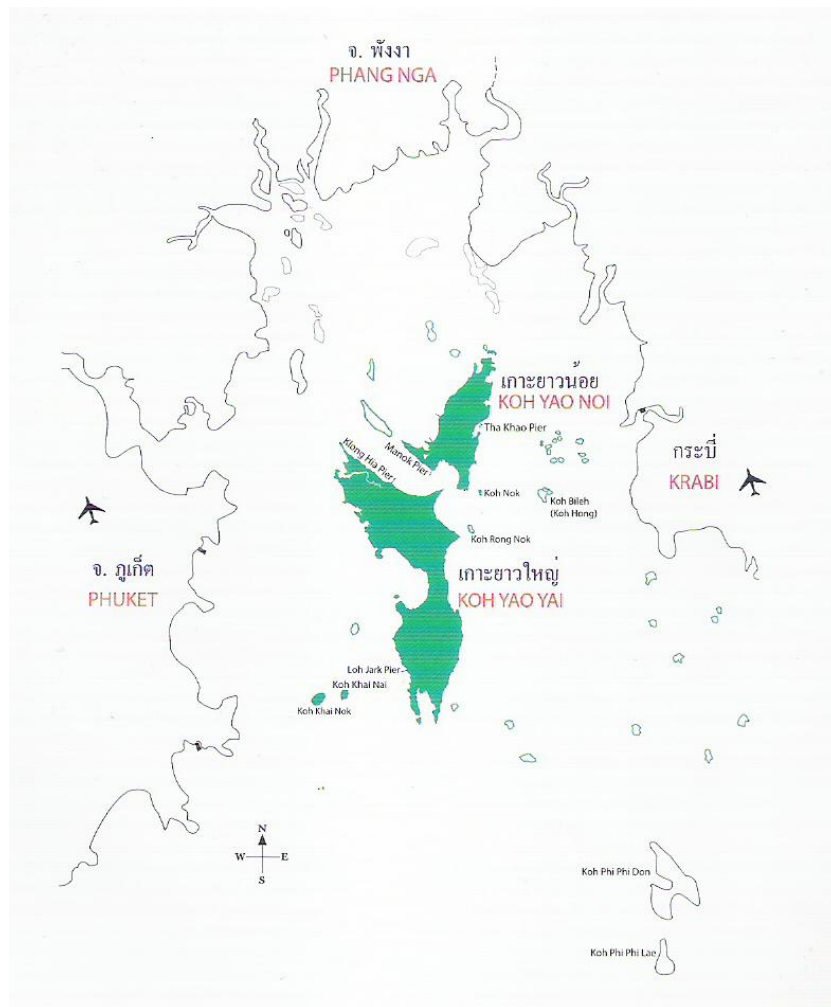 จ. พังงา
PHANG NGA
เกาะยาวน้อย
KOH YAO NOI
Tha Khao Pier
Manok Pier
Klong Hia Pier
กระบี่
KRABI
Koh Nok
Koh Bileh
(Koh Hong)
Koh Rong Nok
จ. ภูเก็ต
PHUKET
เกาะยาวใหญ่
KOH YAO YAI
Loh Jark Pier
Koh Khai Nai
Koh Khai Nok
N
W E
S
Koh Phi Phi Don
Koh Phi Phi Lae